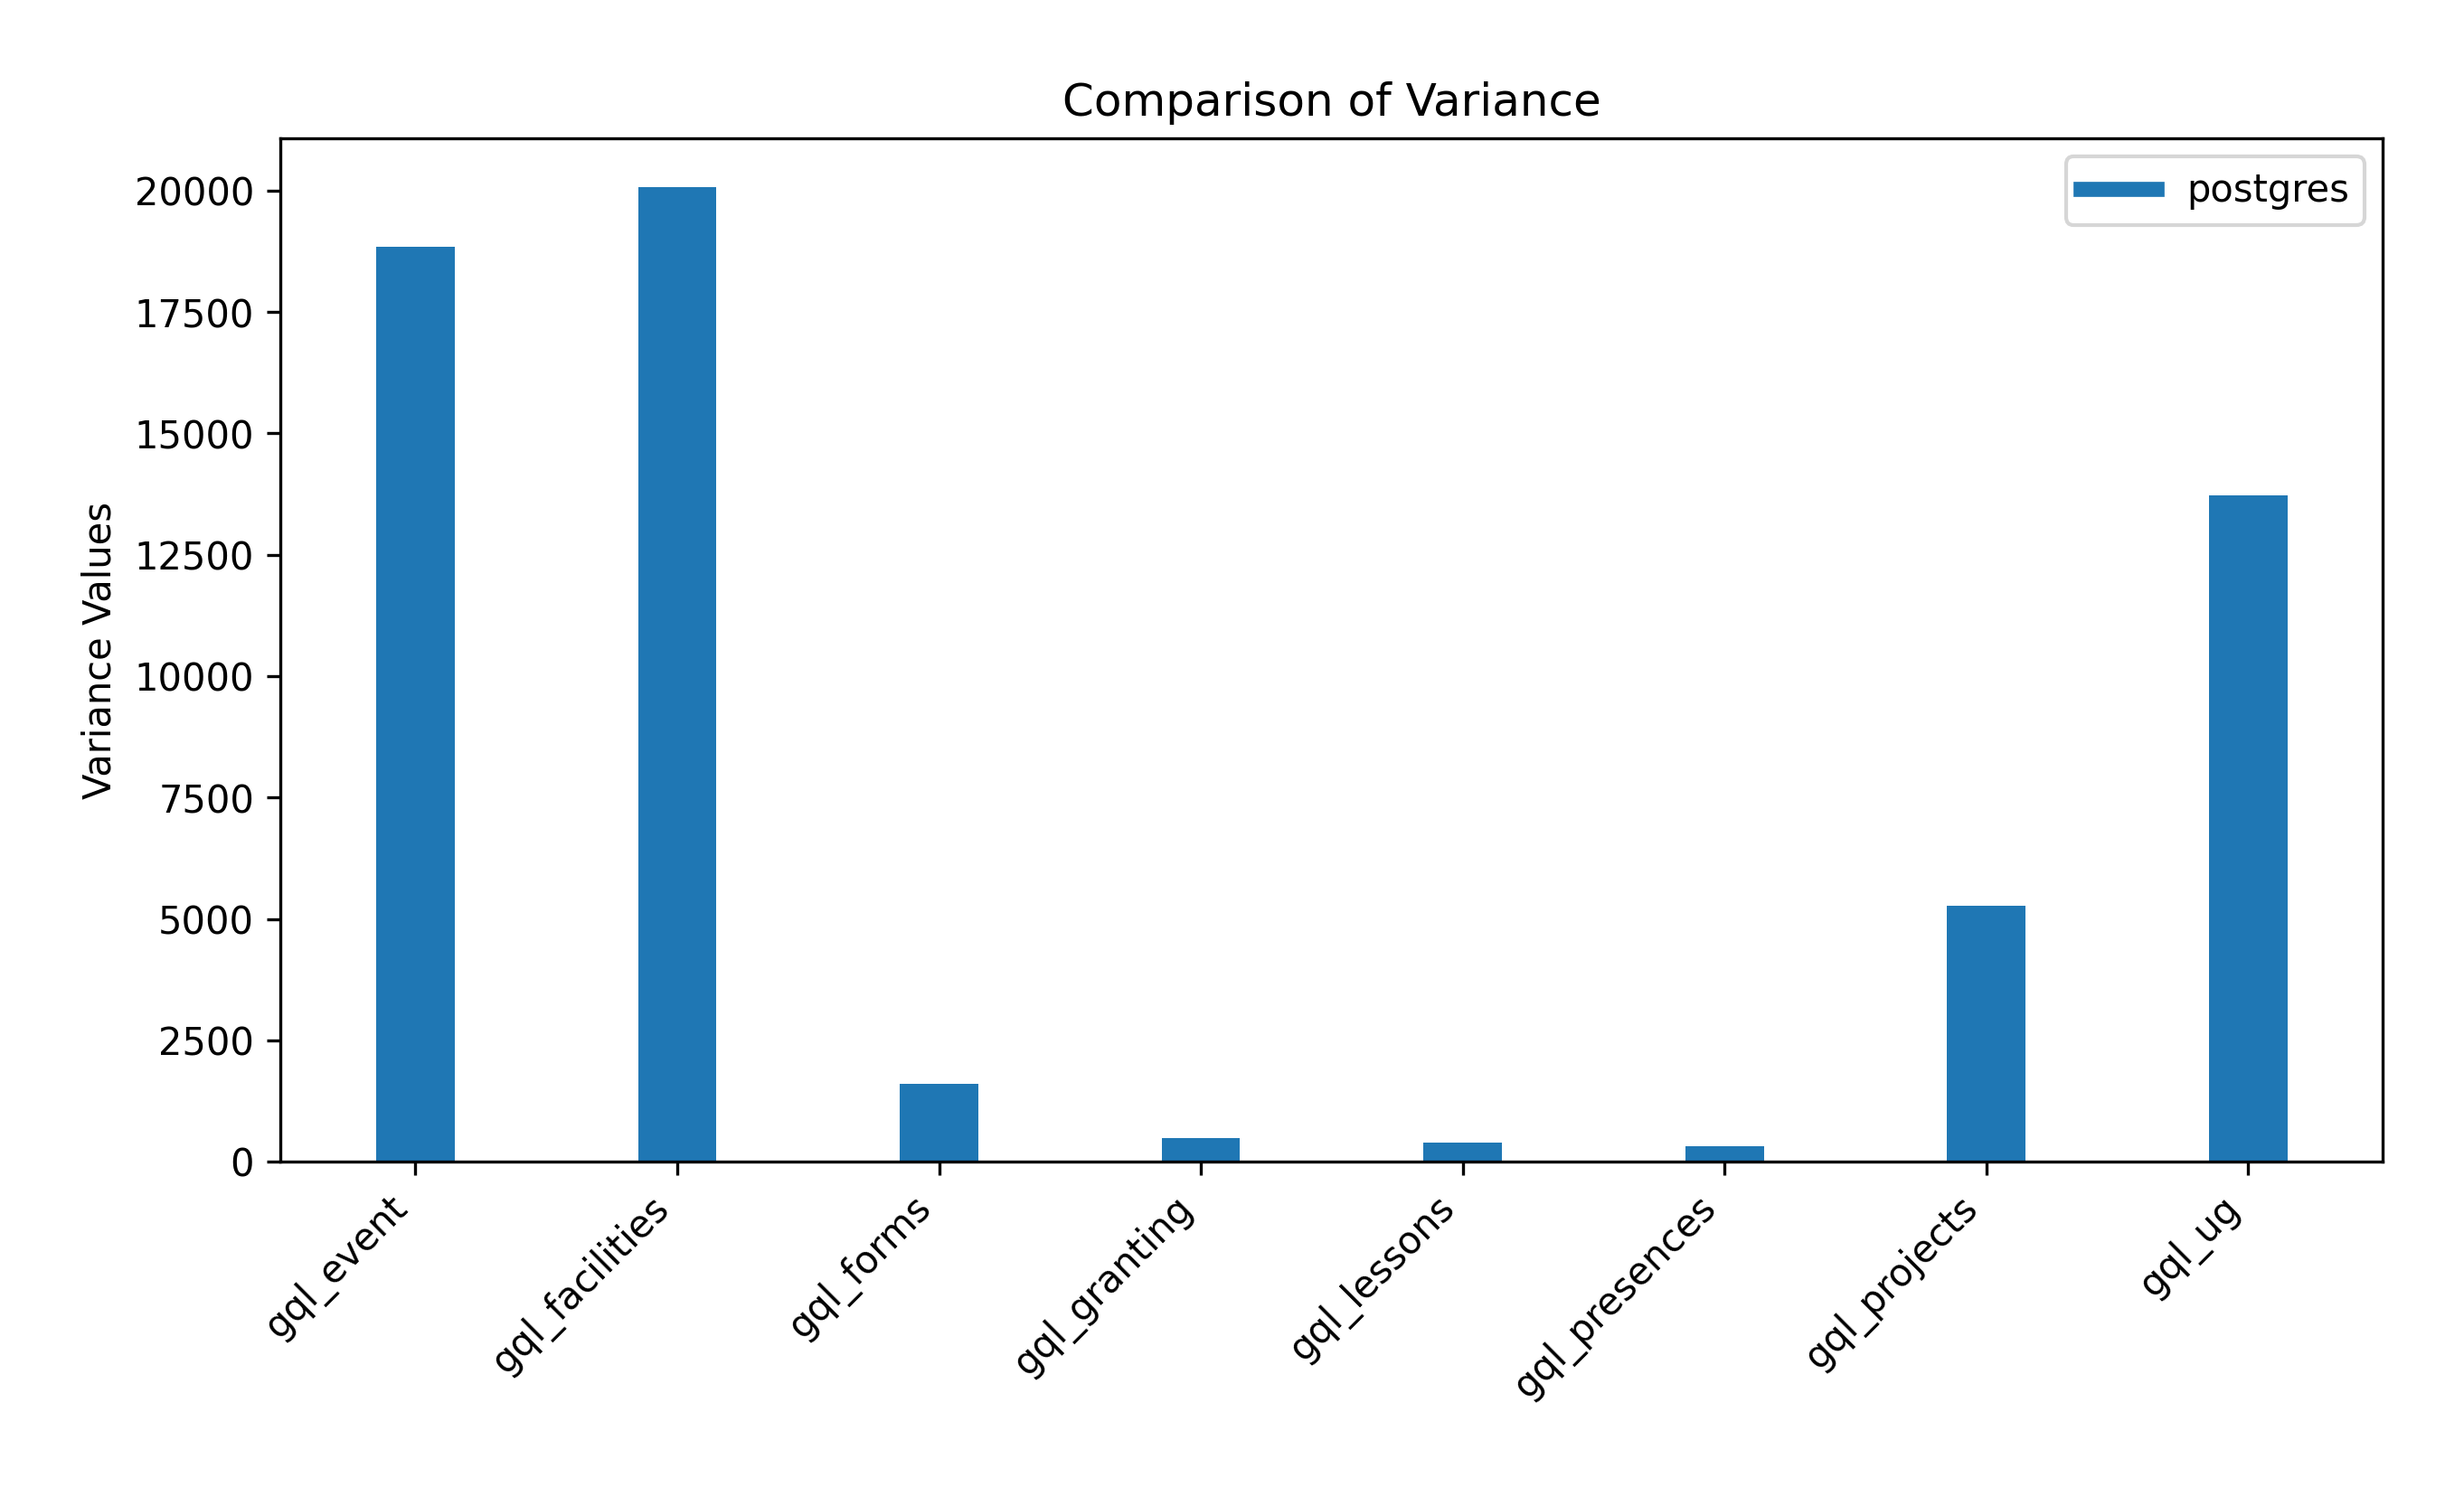 Comparison of Variance
postgres
Variance Values
20000
17500
15000
12500
10000
7500
5000
2500
0
gql_event
gql_facilities
gql_forms
gql_granting
gql_lessons
gql_presences
gql_projects
gql_ug